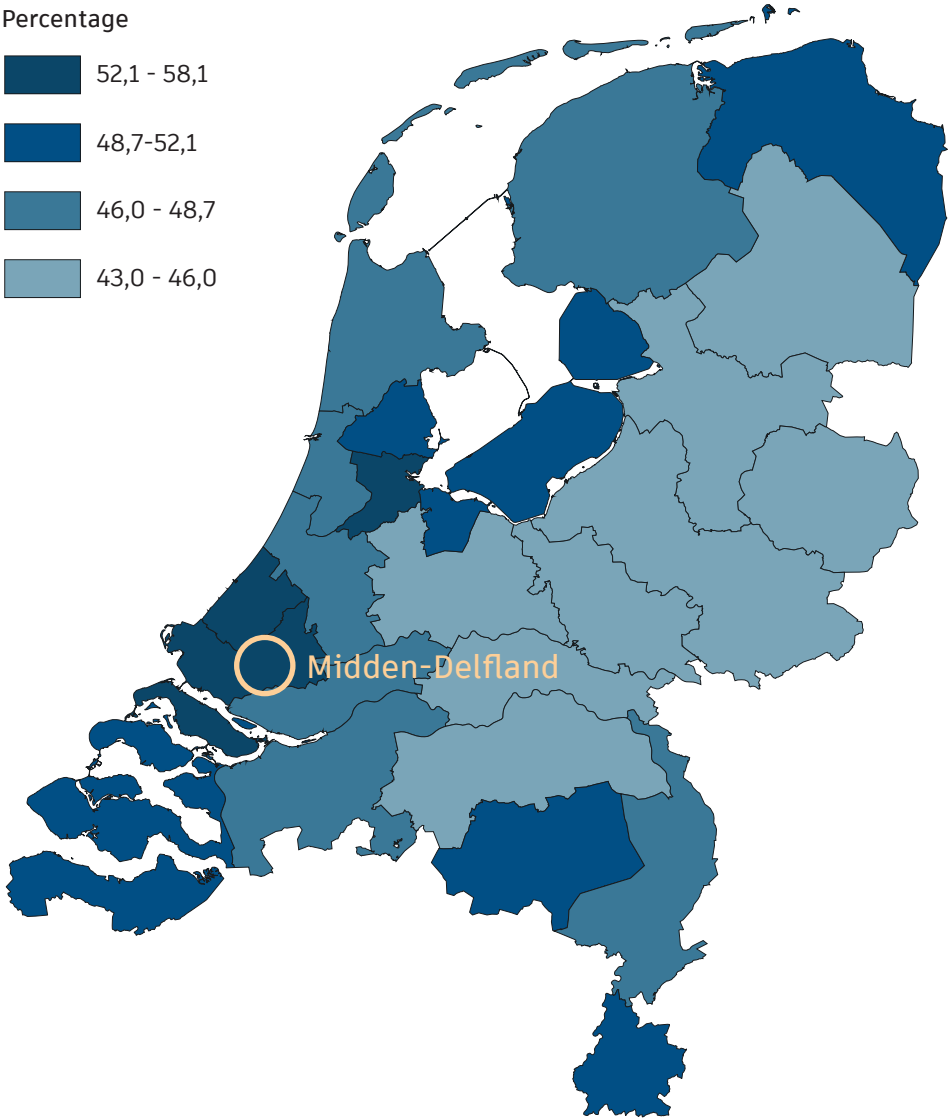 Percentage
52,1 - 58,1
48,7-52,1
46,0 - 48,7
43,0 - 46,0
Midden-Delfland